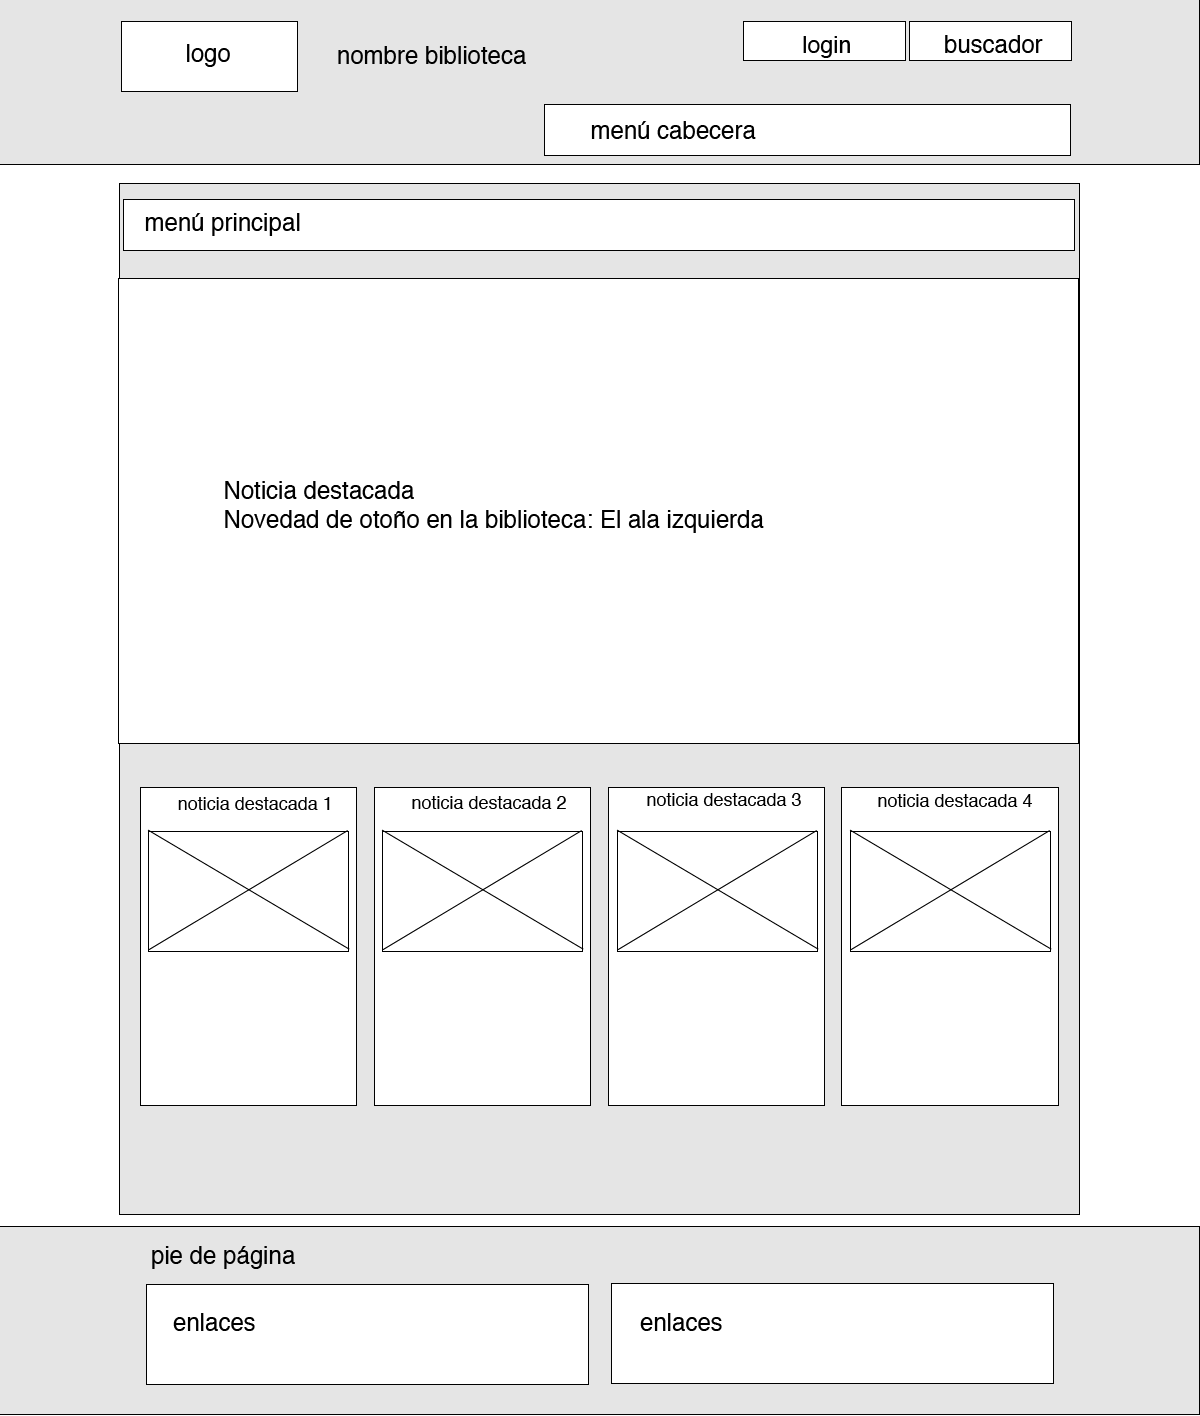 logo
nombre biblioteca
login
buscador
menú cabecera
menú principal
Noticia destacada
Novedad de otoño en la biblioteca: El ala izquierda
noticia destacada 1
noticia destacada 2
noticia destacada 3
noticia destacada 4
pie de página
enlaces
enlaces